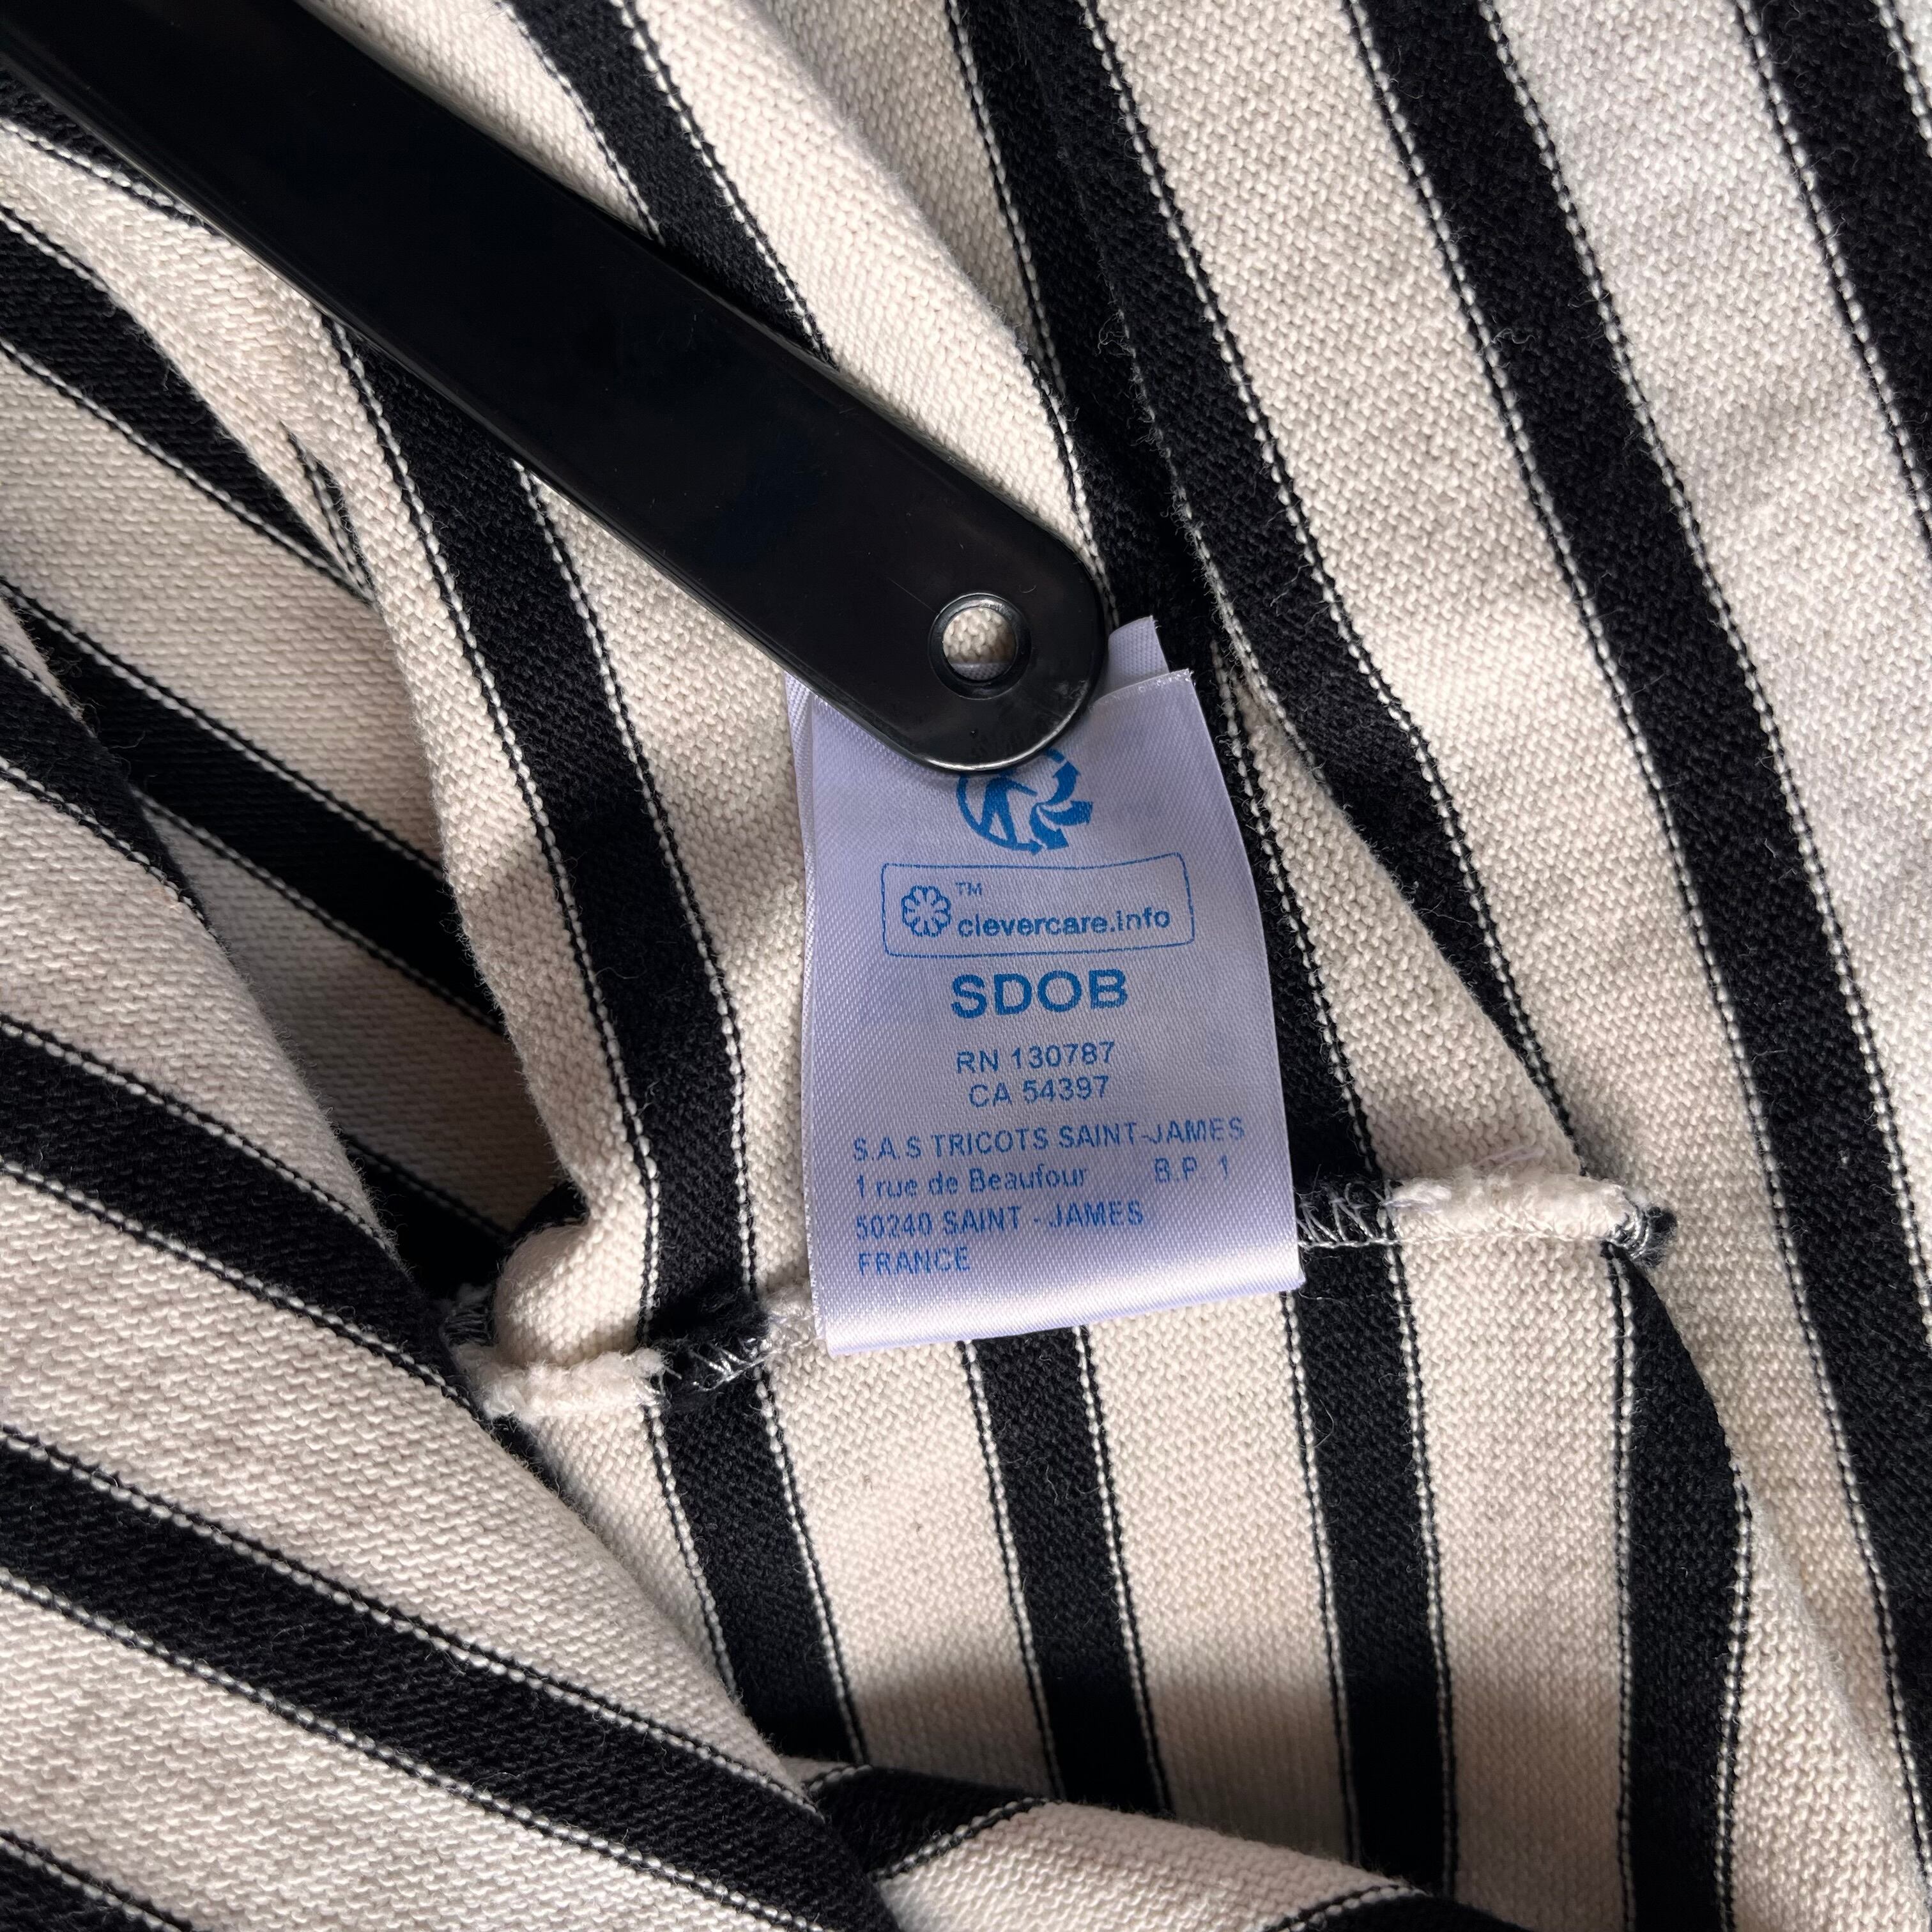 TM
clevercare.info
SDOB
RN 130787
CA 54397
S.A.S TRICOTS SAINT-JAMES
1 rue de Beaufour B.P. 1
50240 SAINT - JAMES
FRANCE